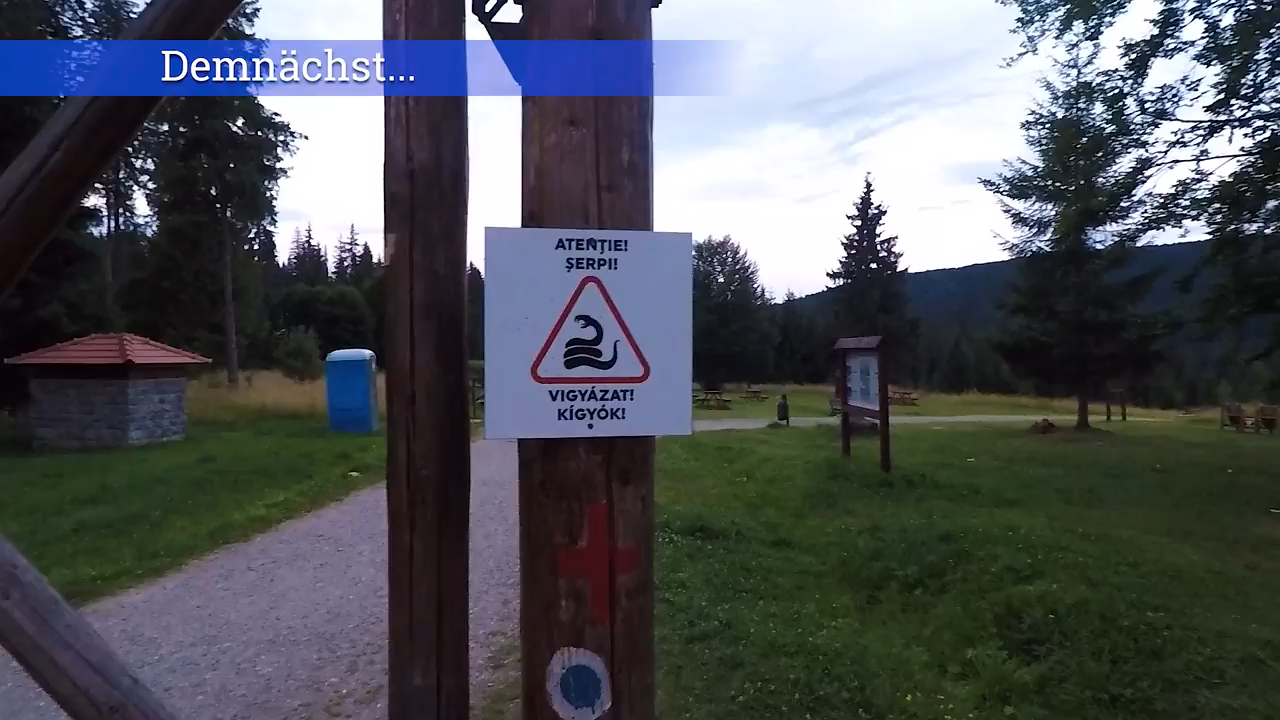 Demnächst...
ATENȚIE!
ȘERPI!
VIGYÁZAT!
KÍGYÓK!